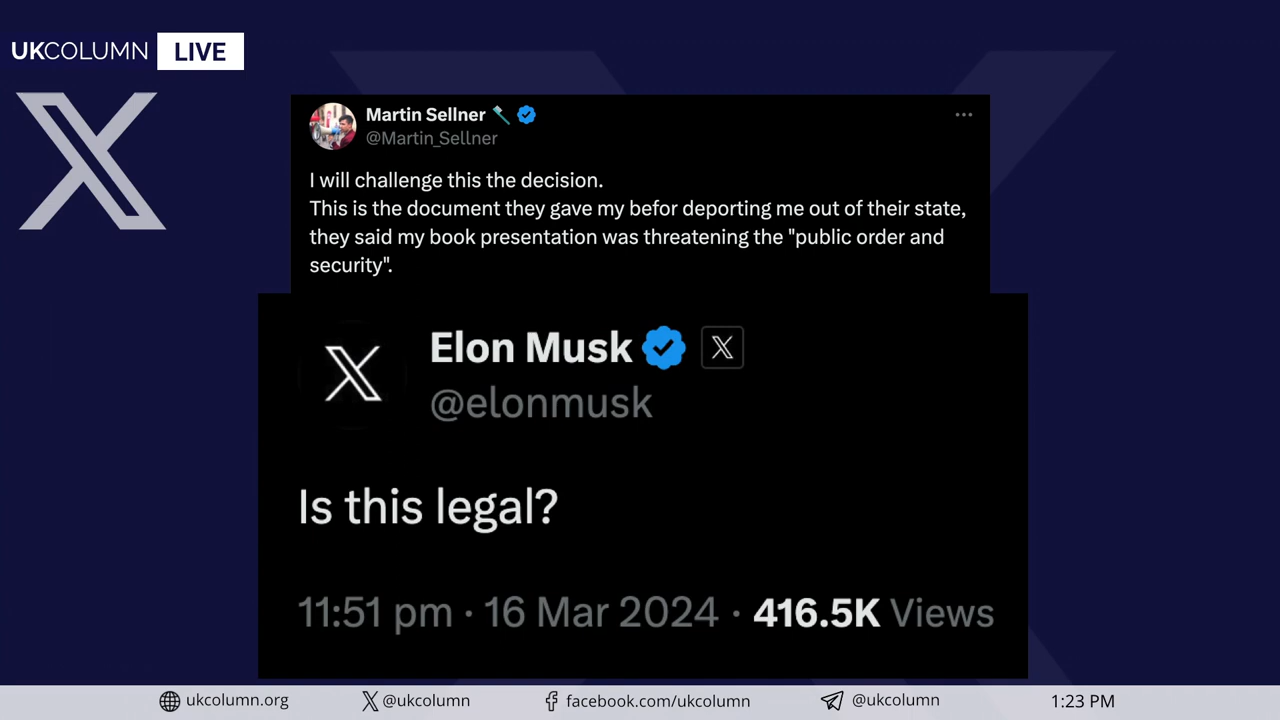 UKCOLUMN LIVE
Martin Sellner
@Martin_Sellner
I will challenge this the decision.
This is the document they gave my befor deporting me out of their state,
they said my book presentation was threatening the "public order and
security".
Elon Musk
@elonmusk
Is this legal?
11:51 pm · 16 Mar 2024 · 416.5K Views
ukcolumn.org @ukcolumn facebook.com/ukcolumn @ukcolumn 1:23 PM